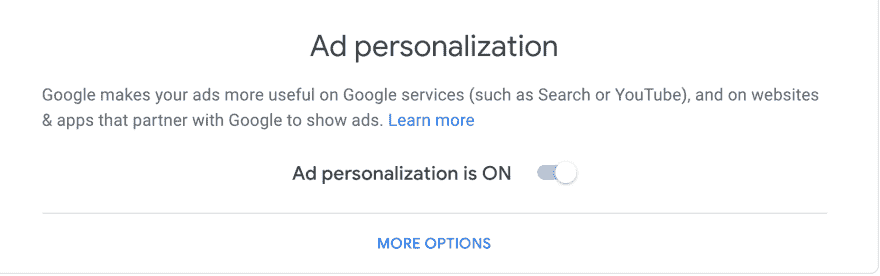 Ad personalization
Google makes your ads more useful on Google services (such as Search or YouTube), and on websites
& apps that partner with Google to show ads. Learn more
Ad personalization is ON
MORE OPTIONS